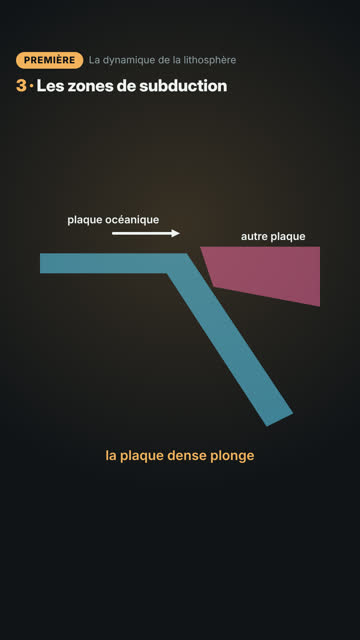 PREMIÈRE La dynamique de la lithosphère
3 · Les zones de subduction
plaque océanique
autre plaque
la plaque dense plonge